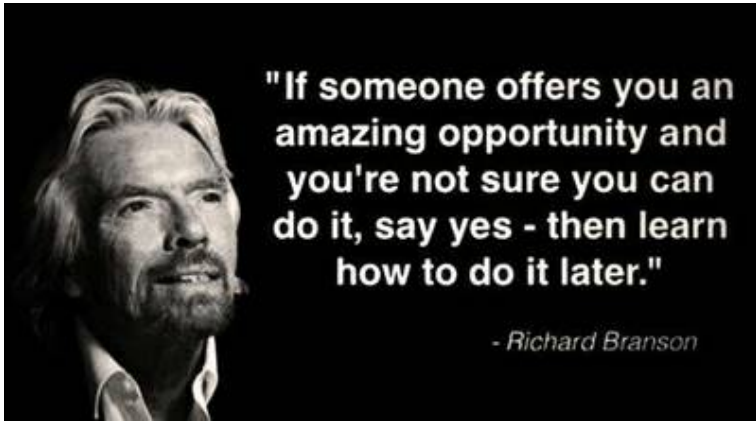 "If someone offers you an
amazing opportunity and
you're not sure you can
do it, say yes - then learn
how to do it later."
- Richard Branson